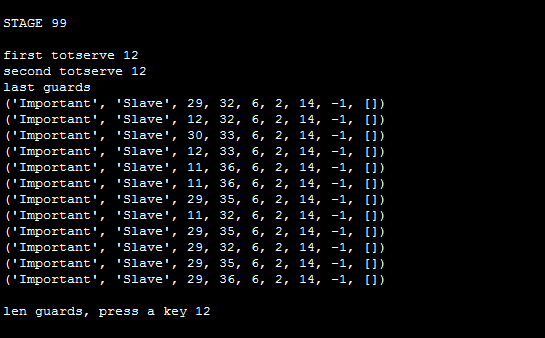 STAGE 99
first totserve 12
second totserve 12
last guards
('Important', 'Slave', 29, 32, 6, 2, 14, -1, [])
('Important', 'Slave', 12, 32, 6, 2, 14, -1, [])
('Important', 'Slave', 30, 33, 6, 2, 14, -1, [])
('Important', 'Slave', 12, 33, 6, 2, 14, -1, [])
('Important', 'Slave', 11, 36, 6, 2, 14, -1, [])
('Important', 'Slave', 11, 36, 6, 2, 14, -1, [])
('Important', 'Slave', 29, 35, 6, 2, 14, -1, [])
('Important', 'Slave', 11, 32, 6, 2, 14, -1, [])
('Important', 'Slave', 29, 35, 6, 2, 14, -1, [])
('Important', 'Slave', 29, 32, 6, 2, 14, -1, [])
('Important', 'Slave', 29, 35, 6, 2, 14, -1, [])
('Important', 'Slave', 29, 36, 6, 2, 14, -1, [])
len guards, press a key 12